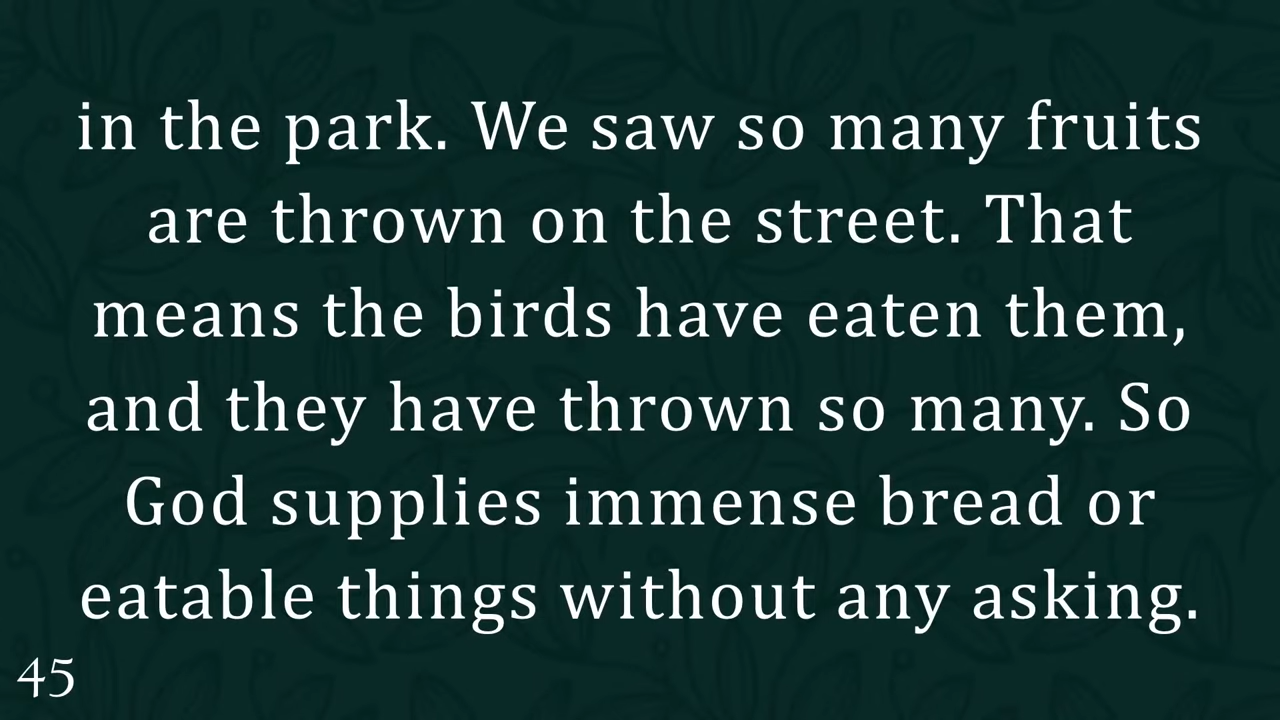 in the park. We saw so many fruits
are thrown on the street. That
means the birds have eaten them,
and they have thrown so many. So
God supplies immense bread or
eatable things without any asking.
45